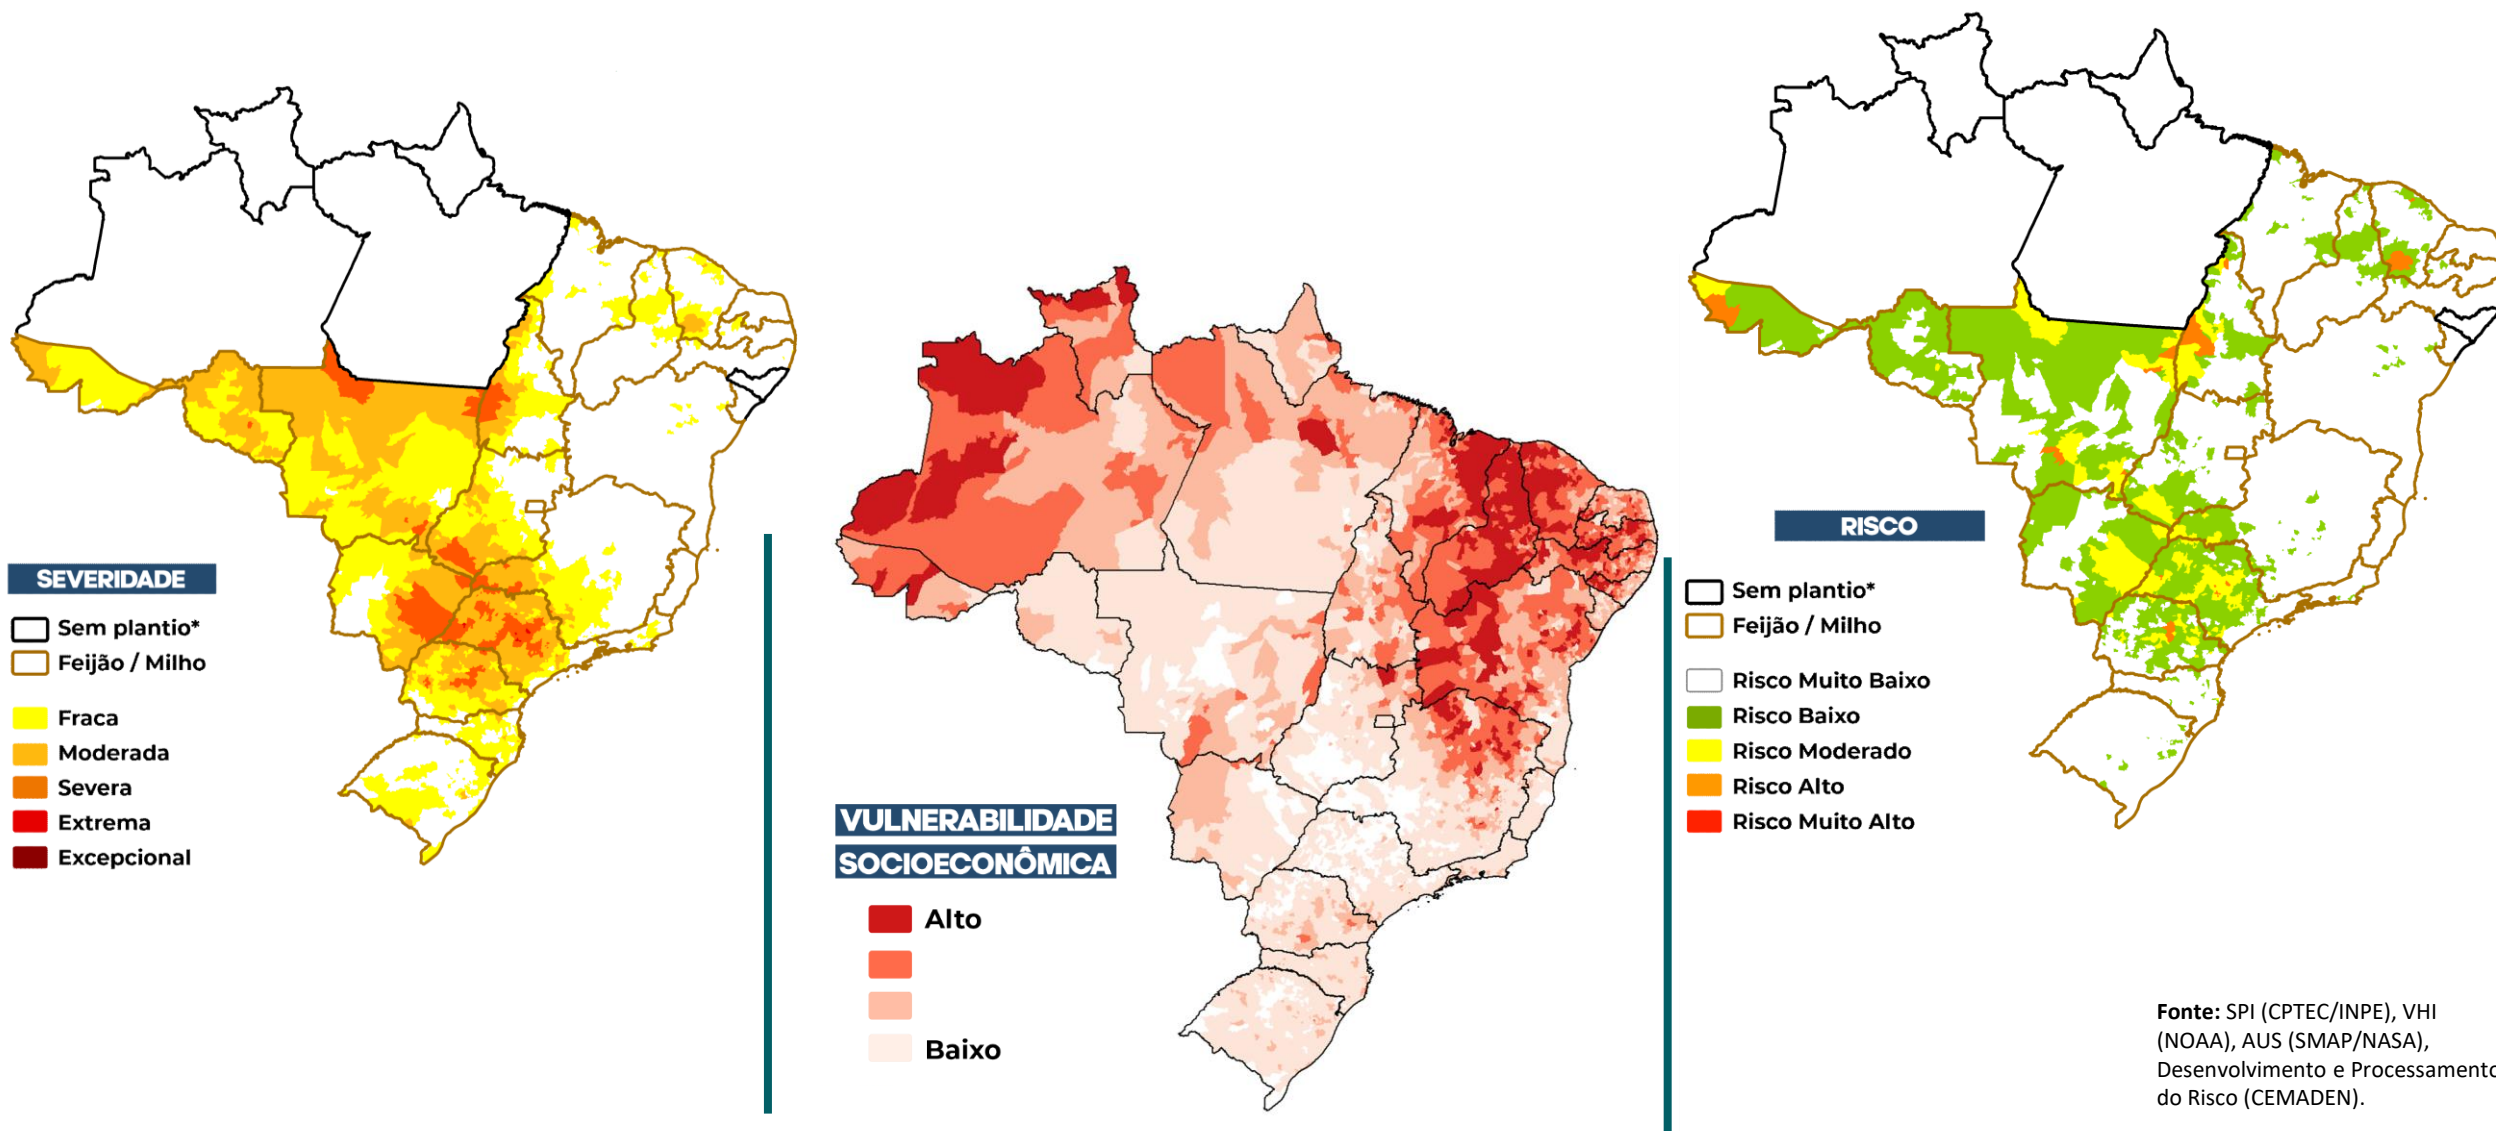 SEVERIDADE
Sem plantio*
Feijão / Milho
Fraca
Moderada
Severa
Extrema
Excepcional
VULNERABILIDADE
SOCIOECONÔMICA
Alto
Baixo
RISCO
Sem plantio*
Feijão / Milho
Risco Muito Baixo
Risco Baixo
Risco Moderado
Risco Alto
Risco Muito Alto
Fonte: SPI (CPTEC/INPE), VHI
(NOAA), AUS (SMAP/NASA),
Desenvolvimento e Processamento
do Risco (CEMADEN).